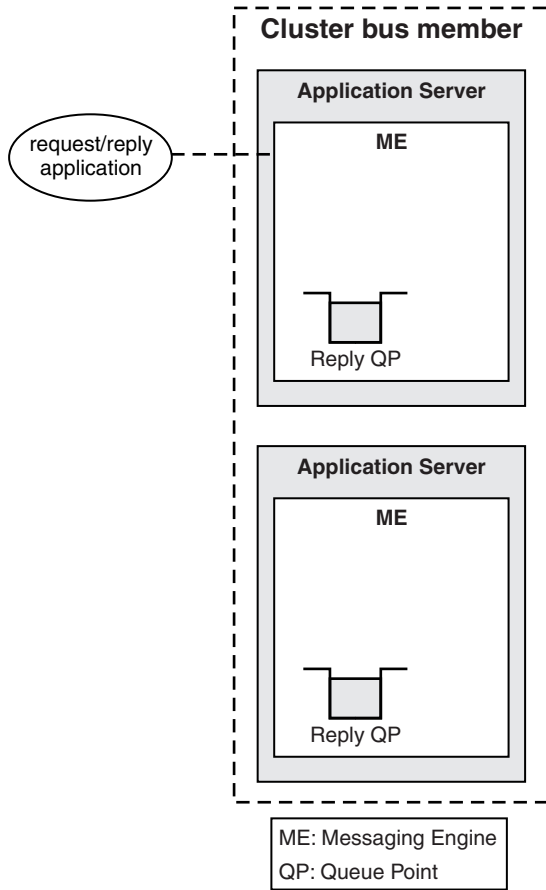 Cluster bus member
Application Server
ME
request/reply
application
Reply QP
Application Server
ME
Reply QP
ME: Messaging Engine
QP: Queue Point